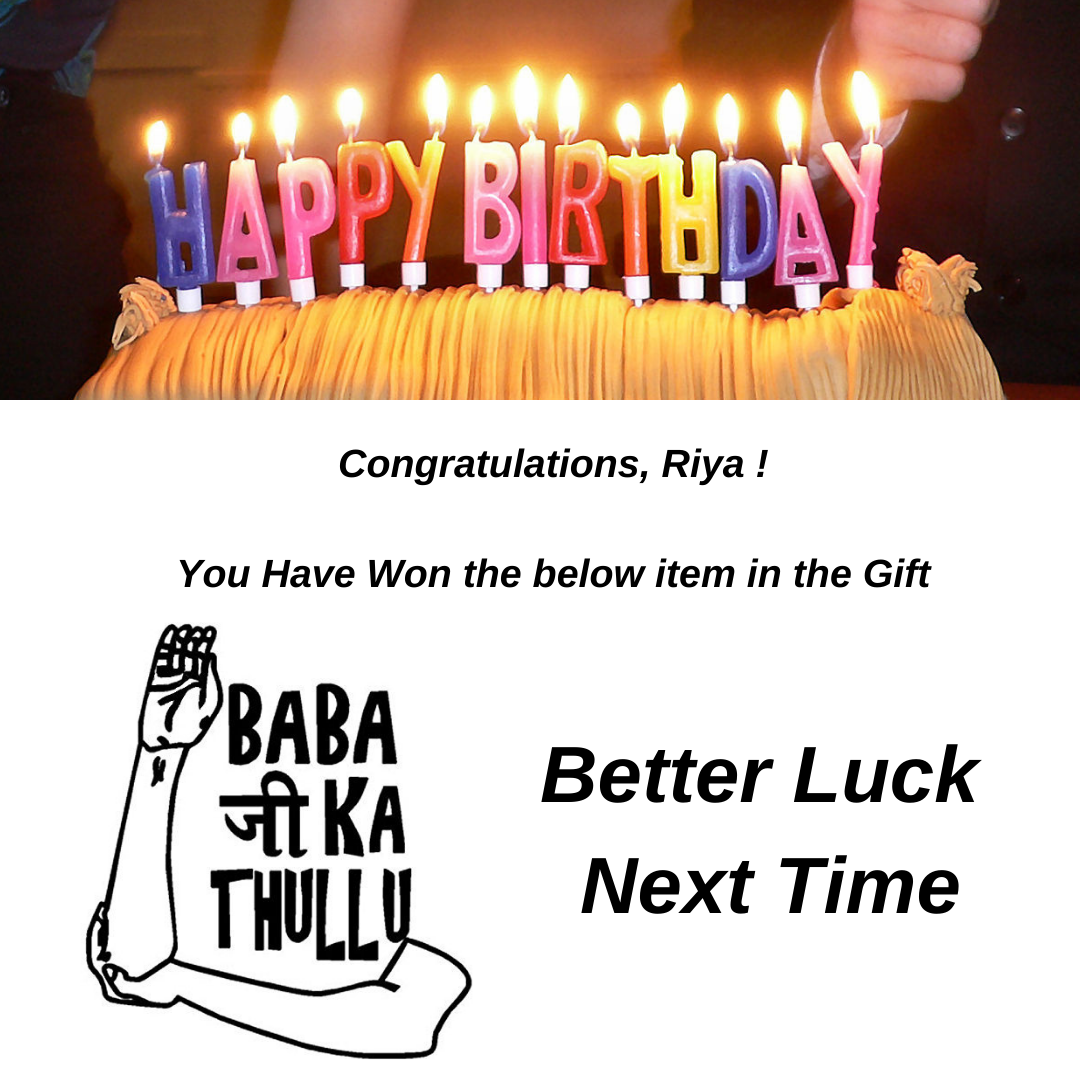 HAPPY BIRTHDAY
Congratulations, Riya !
You Have Won the below item in the Gift
BABA
जी KA
THULLU
Better Luck
Next Time